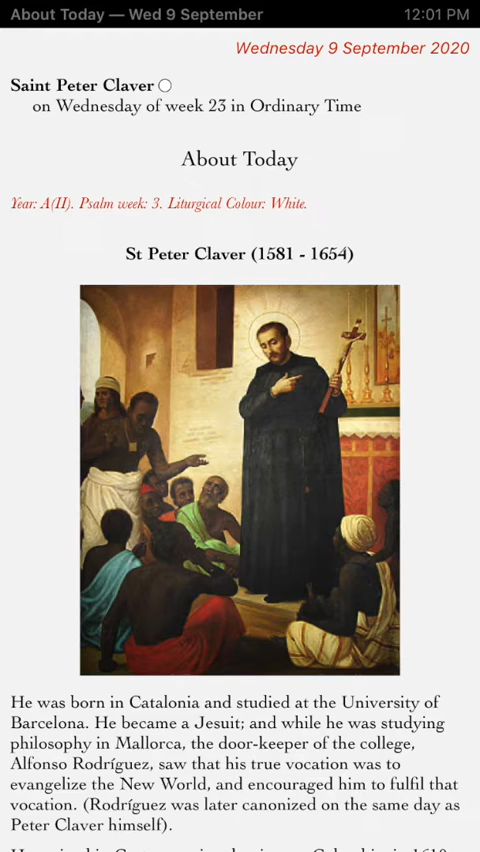 About Today — Wed 9 September 12:01 PM
Wednesday 9 September 2020
Saint Peter Claver
on Wednesday of week 23 in Ordinary Time
About Today
Year: A(II). Psalm week: 3. Liturgical Colour: White.
St Peter Claver (1581 - 1654)
He was born in Catalonia and studied at the University of
Barcelona. He became a Jesuit; and while he was studying
philosophy in Mallorca, the door-keeper of the college,
Alfonso Rodríguez, saw that his true vocation was to
evangelize the New World, and encouraged him to fulfil that
vocation. (Rodríguez was later canonized on the same day as
Peter Claver himself).